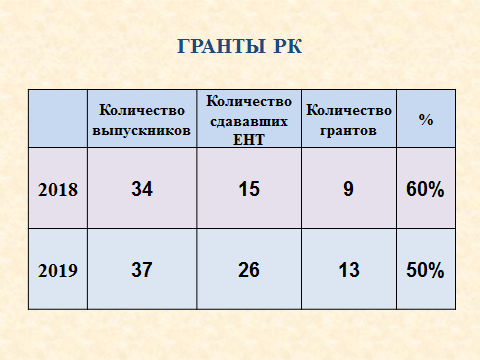 ГРАНТЫ РК
Количество выпускников
Количество сдававших ЕНТ
Количество грантов
%
2018 34 15 9 60%
2019 37 26 13 50%